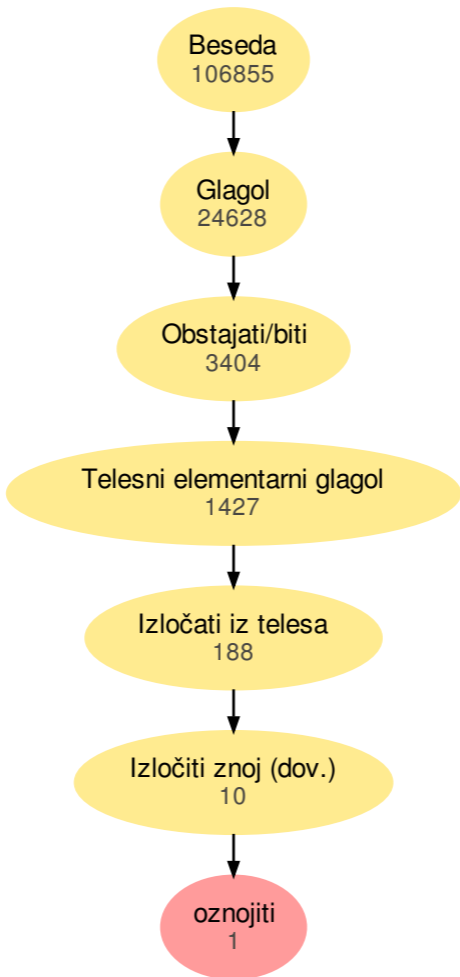 Beseda
106855
Glagol
24628
Obstajati/biti
3404
Telesni elementarni glagol
1427
Izločati iz telesa
188
Izločiti znoj (dov.)
10
oznojiti
1